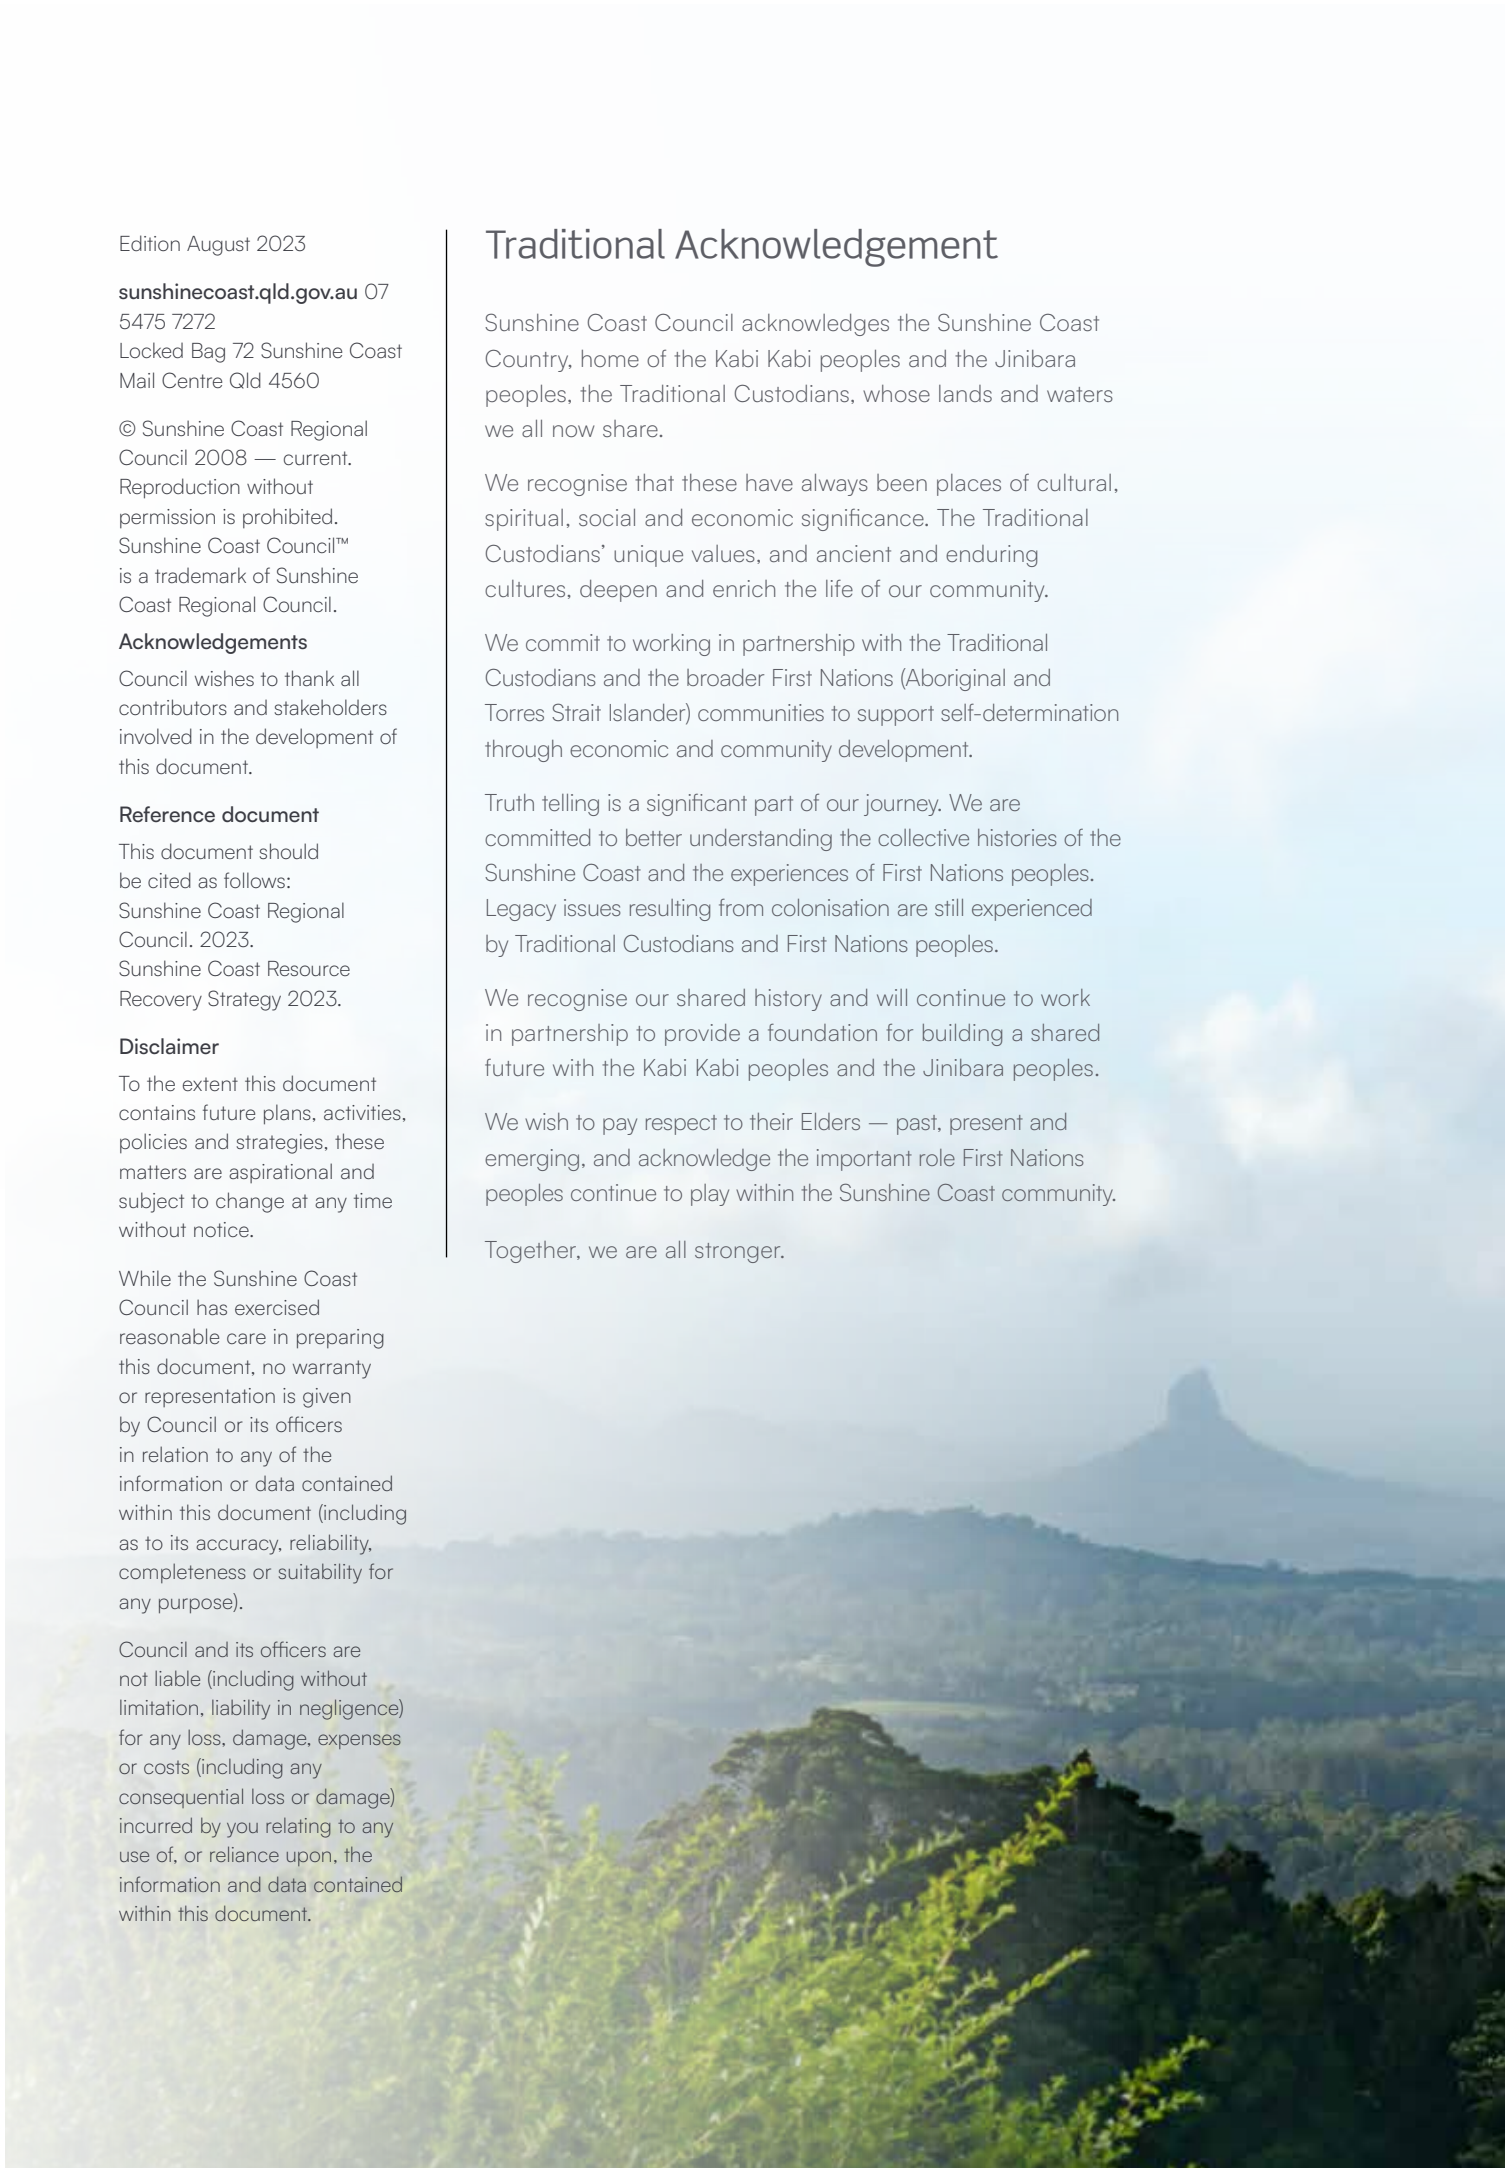 Edition August 2023
sunshinecoast.qld.gov.au 07
5475 7272
Locked Bag 72 Sunshine Coast
Mail Centre Qld 4560
© Sunshine Coast Regional
Council 2008 — current.
Reproduction without
permission is prohibited.
Sunshine Coast Council™
is a trademark of Sunshine
Coast Regional Council.
Acknowledgements
Council wishes to thank all
contributors and stakeholders
involved in the development of
this document.
Reference document
This document should
be cited as follows:
Sunshine Coast Regional
Council. 2023.
Sunshine Coast Resource
Recovery Strategy 2023.
Disclaimer
To the extent this document
contains future plans, activities,
policies and strategies, these
matters are aspirational and
subject to change at any time
without notice.
While the Sunshine Coast
Council has exercised
reasonable care in preparing
this document, no warranty
or representation is given
by Council or its officers
in relation to any of the
information or data contained
within this document (including
as to its accuracy, reliability,
completeness or suitability for
any purpose).
Council and its officers are
not liable (including without
limitation, liability in negligence)
for any loss, damage, expenses
or costs (including any
consequential loss or damage)
incurred by you relating to any
use of, or reliance upon, the
information and data contained
within this document.
Traditional Acknowledgement
Sunshine Coast Council acknowledges the Sunshine Coast
Country, home of the Kabi Kabi peoples and the Jinibara
peoples, the Traditional Custodians, whose lands and waters
we all now share.
We recognise that these have always been places of cultural,
spiritual, social and economic significance. The Traditional
Custodians’ unique values, and ancient and enduring
cultures, deepen and enrich the life of our community.
We commit to working in partnership with the Traditional
Custodians and the broader First Nations (Aboriginal and
Torres Strait Islander) communities to support self-determination
through economic and community development.
Truth telling is a significant part of our journey. We are
committed to better understanding the collective histories of the
Sunshine Coast and the experiences of First Nations peoples.
Legacy issues resulting from colonisation are still experienced
by Traditional Custodians and First Nations peoples.
We recognise our shared history and will continue to work
in partnership to provide a foundation for building a shared
future with the Kabi Kabi peoples and the Jinibara peoples.
We wish to pay respect to their Elders — past, present and
emerging, and acknowledge the important role First Nations
peoples continue to play within the Sunshine Coast community.
Together, we are all stronger.